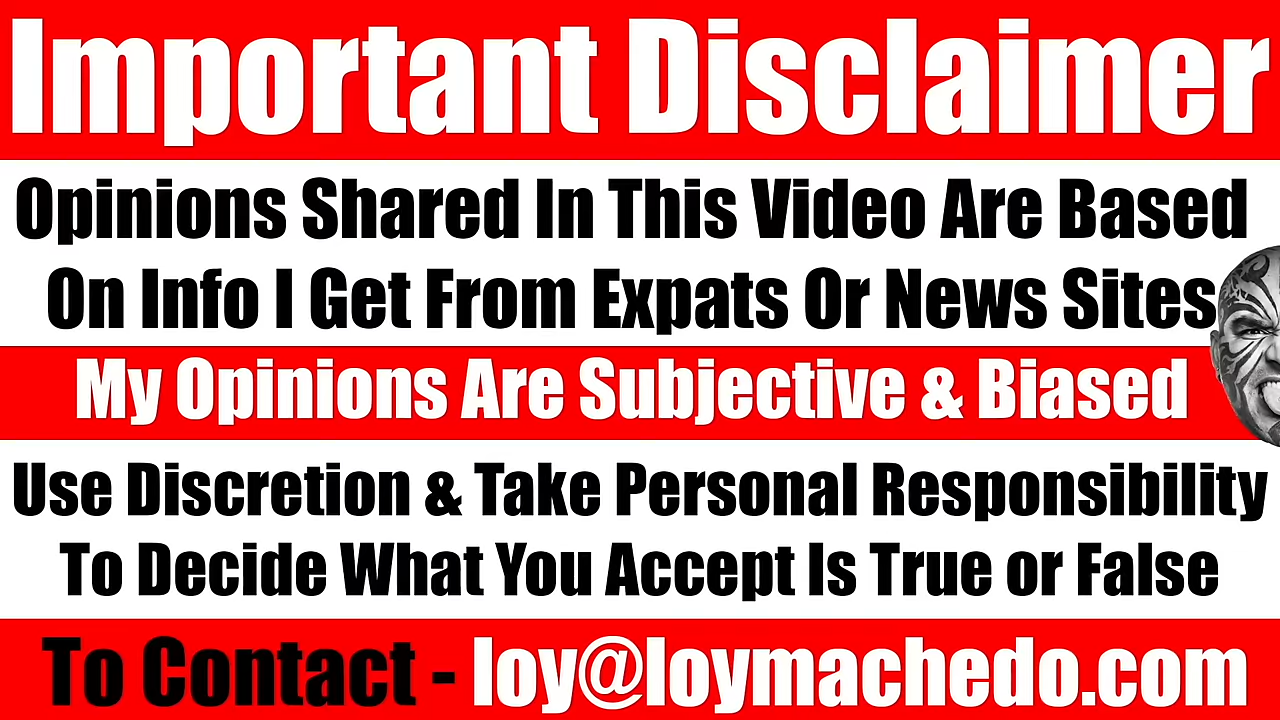 Important Disclaimer
Opinions Shared In This Video Are Based
On Info I Get From Expats Or News Sites
My Opinions Are Subjective & Biased
Use Discretion & Take Personal Responsibility
To Decide What You Accept Is True or False
To Contact - loy@loymachedo.com